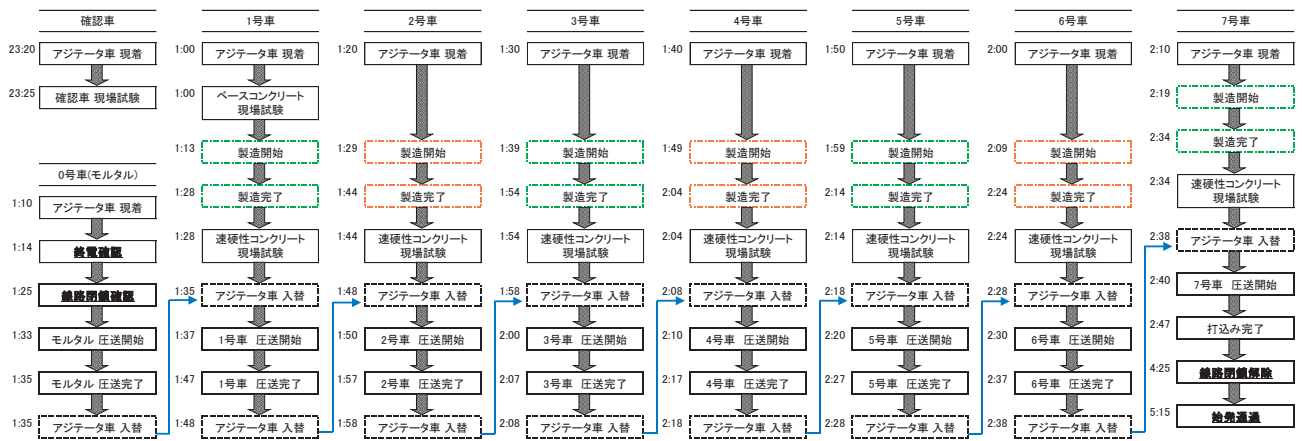 確認車
23:20 アジテータ車 現着
23:25 確認車 現場試験
0号車(モルタル)
1:10 アジテータ車 現着
1:14 終電確認
1:25 線路閉鎖確認
1:33 モルタル 圧送開始
1:35 モルタル 圧送完了
1:35 アジテータ車 入替
1号車
1:00 アジテータ車 現着
1:00 ベースコンクリート
現場試験
1:13 製造開始
1:28 製造完了
1:28 速硬性コンクリート
現場試験
1:35 アジテータ車 入替
1:37 1号車 圧送開始
1:47 1号車 圧送完了
1:48 アジテータ車 入替
2号車
1:20 アジテータ車 現着
1:29 製造開始
1:44 製造完了
1:44 速硬性コンクリート
現場試験
1:48 アジテータ車 入替
1:50 2号車 圧送開始
1:57 2号車 圧送完了
1:58 アジテータ車 入替
3号車
1:30 アジテータ車 現着
1:39 製造開始
1:54 製造完了
1:54 速硬性コンクリート
現場試験
1:58 アジテータ車 入替
2:00 3号車 圧送開始
2:07 3号車 圧送完了
2:08 アジテータ車 入替
4号車
1:40 アジテータ車 現着
1:49 製造開始
2:04 製造完了
2:04 速硬性コンクリート
現場試験
2:08 アジテータ車 入替
2:10 4号車 圧送開始
2:17 4号車 圧送完了
2:18 アジテータ車 入替
5号車
1:50 アジテータ車 現着
1:59 製造開始
2:14 製造完了
2:14 速硬性コンクリート
現場試験
2:18 アジテータ車 入替
2:20 5号車 圧送開始
2:27 5号車 圧送完了
2:28 アジテータ車 入替
6号車
2:00 アジテータ車 現着
2:09 製造開始
2:24 製造完了
2:24 速硬性コンクリート
現場試験
2:28 アジテータ車 入替
2:30 6号車 圧送開始
2:37 6号車 圧送完了
2:38 アジテータ車 入替
7号車
2:10 アジテータ車 現着
2:19 製造開始
2:34 製造完了
2:34 速硬性コンクリート
現場試験
2:38 アジテータ車 入替
2:40 7号車 圧送開始
2:47 打込み完了
4:25 線路閉鎖解除
5:15 始発通過